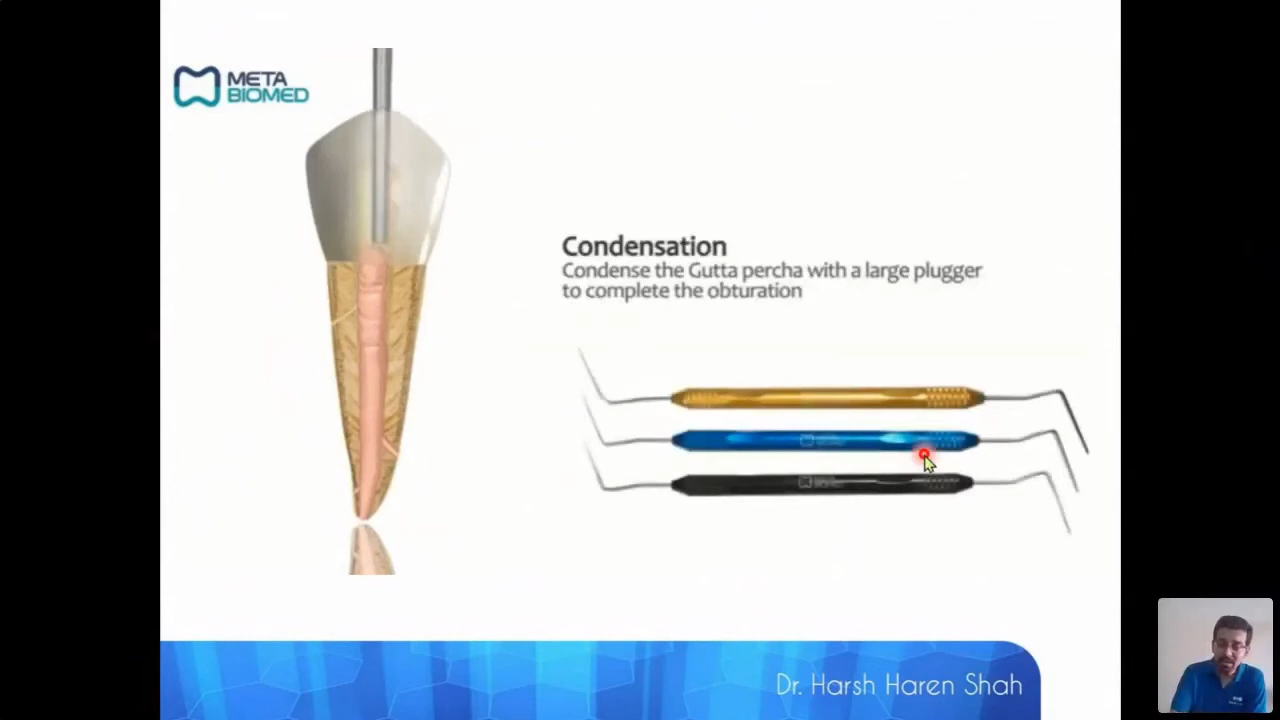 META
BIOMED
Condensation
Condense the Gutta percha with a large plugger
to complete the obturation
Dr. Harsh Haren Shah